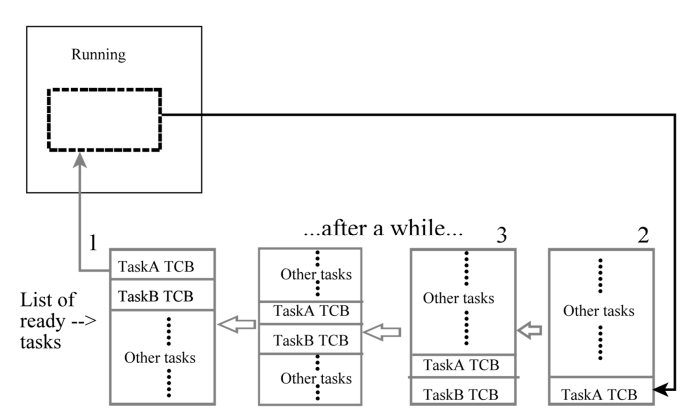 Running
...after a while...
1
3
2
List of
ready -->
tasks
TaskA TCB
TaskB TCB
Other tasks
Other tasks
TaskA TCB
TaskB TCB
Other tasks
Other tasks
TaskA TCB
TaskB TCB
Other tasks
TaskA TCB